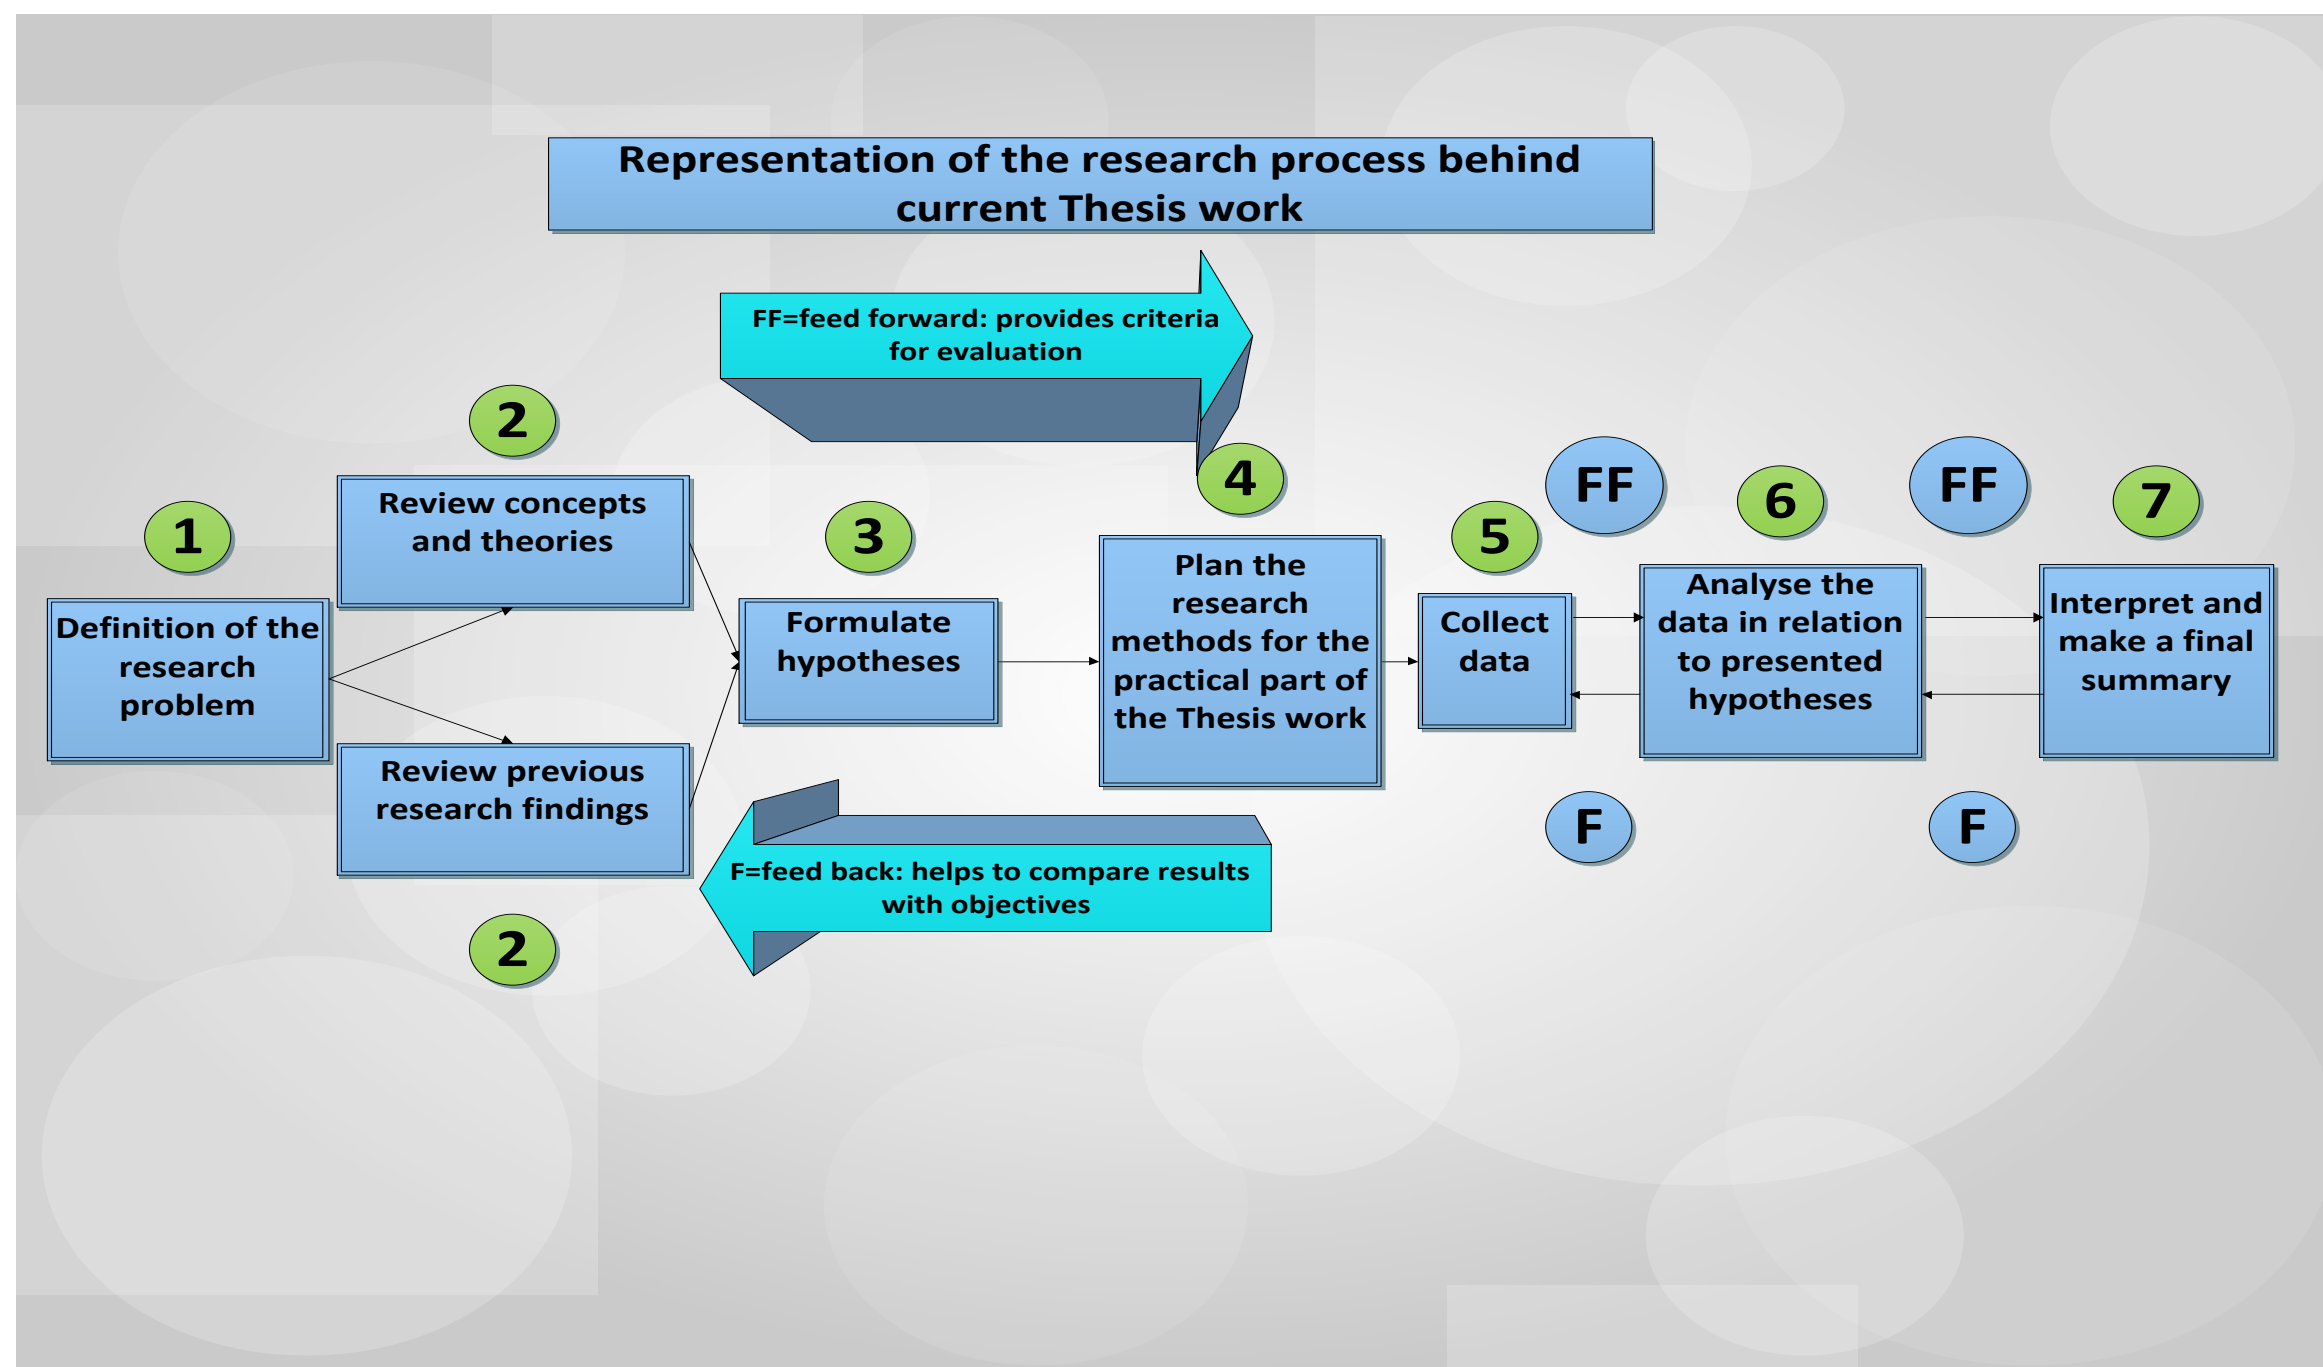 Representation of the research process behind
current Thesis work
FF=feed forward: provides criteria
for evaluation
1
Definition of the
research
problem
2
Review concepts
and theories
Review previous
research findings
2
3
Formulate
hypotheses
4
Plan the
research
methods for the
practical part of
the Thesis work
5
Collect
data
FF
F
6
Analyse the
data in relation
to presented
hypotheses
FF
F
7
Interpret and
make a final
summary
F=feed back: helps to compare results
with objectives